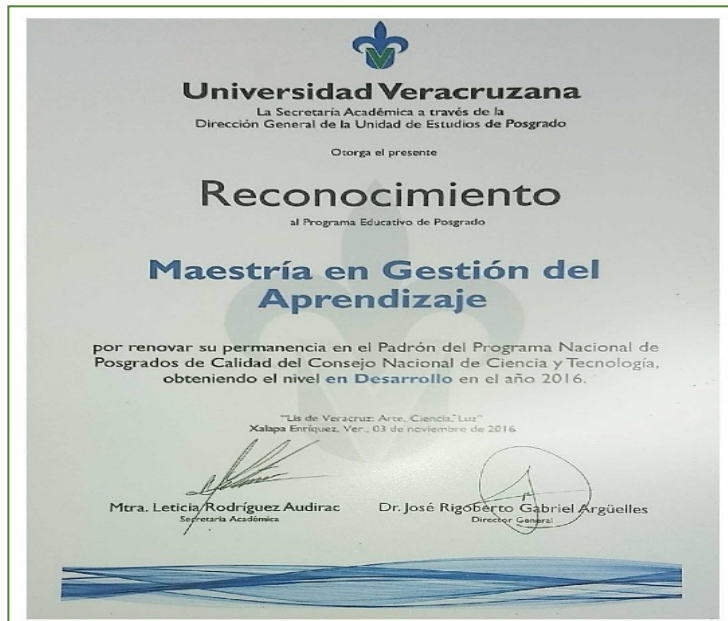 Universidad Veracruzana
La Secretaría Académica a través de la
Dirección General de la Unidad de Estudios de Posgrado
Otorga el presente
Reconocimiento
al Programa Educativo de Posgrado
Maestría en Gestión del
Aprendizaje
por renovar su permanencia en el Padrón del Programa Nacional de
Posgrados de Calidad del Consejo Nacional de Ciencia y Tecnología,
obteniendo el nivel en Desarrollo en el año 2016.
"Lis de Veracruz: Arte, Ciencia, Luz"
Xalapa Enríquez, Ver., 03 de noviembre de 2016
Mtra. Leticia Rodríguez Audirac Dr. José Rigoberto Gabriel Argüelles
Secretaria Académica Director General